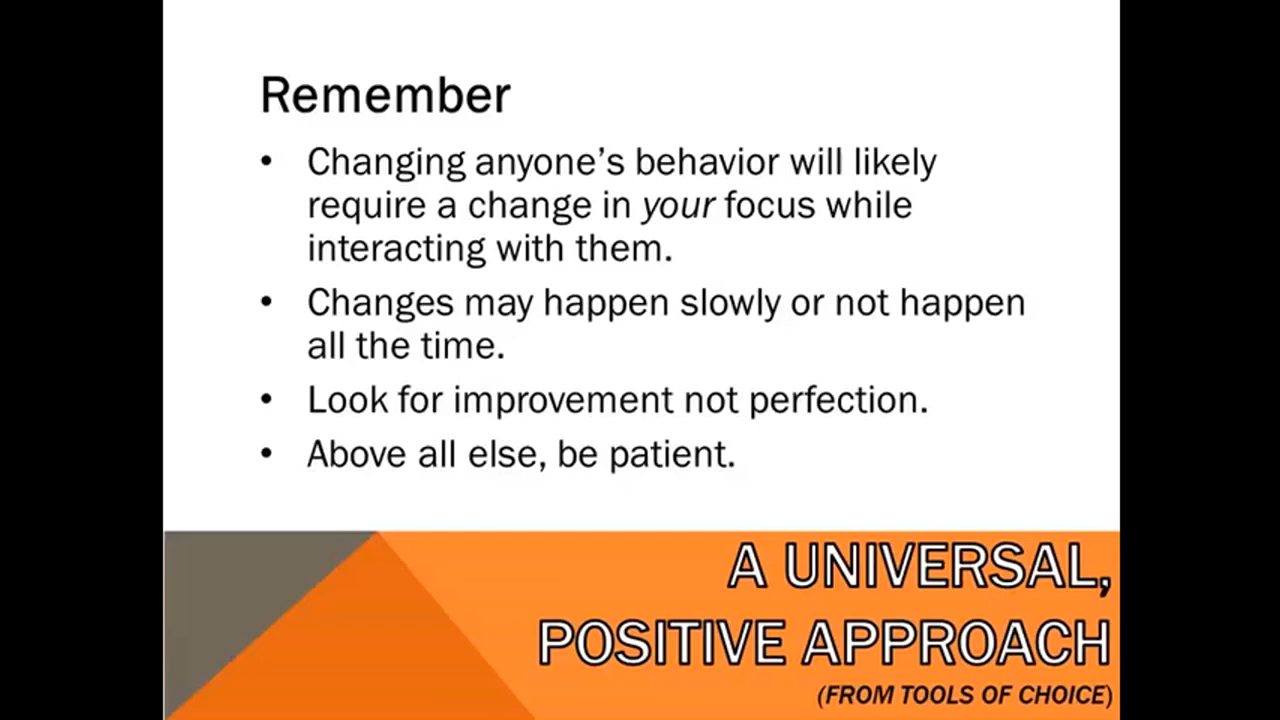 Remember
• Changing anyone’s behavior will likely
require a change in your focus while
interacting with them.
• Changes may happen slowly or not happen
all the time.
• Look for improvement not perfection.
• Above all else, be patient.
A UNIVERSAL,
POSITIVE APPROACH
(FROM TOOLS OF CHOICE)